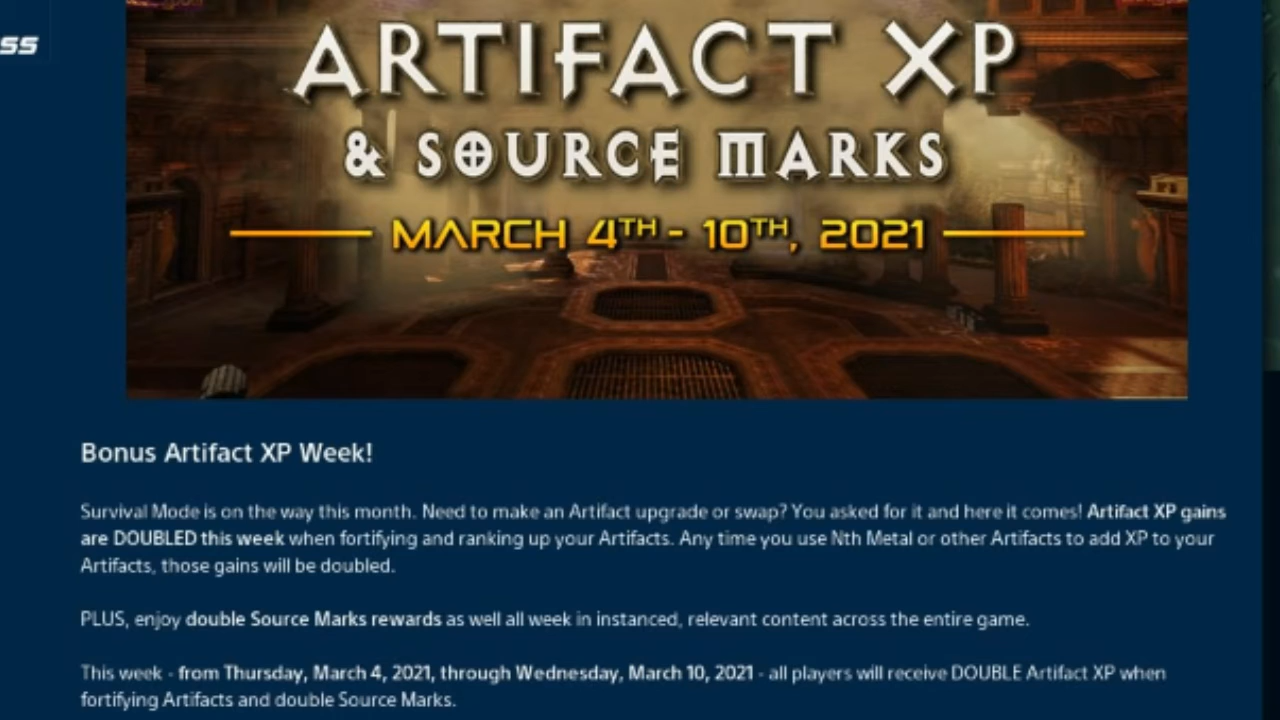 ss
ARTIFACT XP
& SOURCE MARKS
MARCH 4TH - 10TH, 2021
Bonus Artifact XP Week!
Survival Mode is on the way this month. Need to make an Artifact upgrade or swap? You asked for it and here it comes! Artifact XP gains
are DOUBLED this week when fortifying and ranking up your Artifacts. Any time you use Nth Metal or other Artifacts to add XP to your
Artifacts, those gains will be doubled.
PLUS, enjoy double Source Marks rewards as well all week in instanced, relevant content across the entire game.
This week - from Thursday, March 4, 2021, through Wednesday, March 10, 2021 - all players will receive DOUBLE Artifact XP when
fortifying Artifacts and double Source Marks.